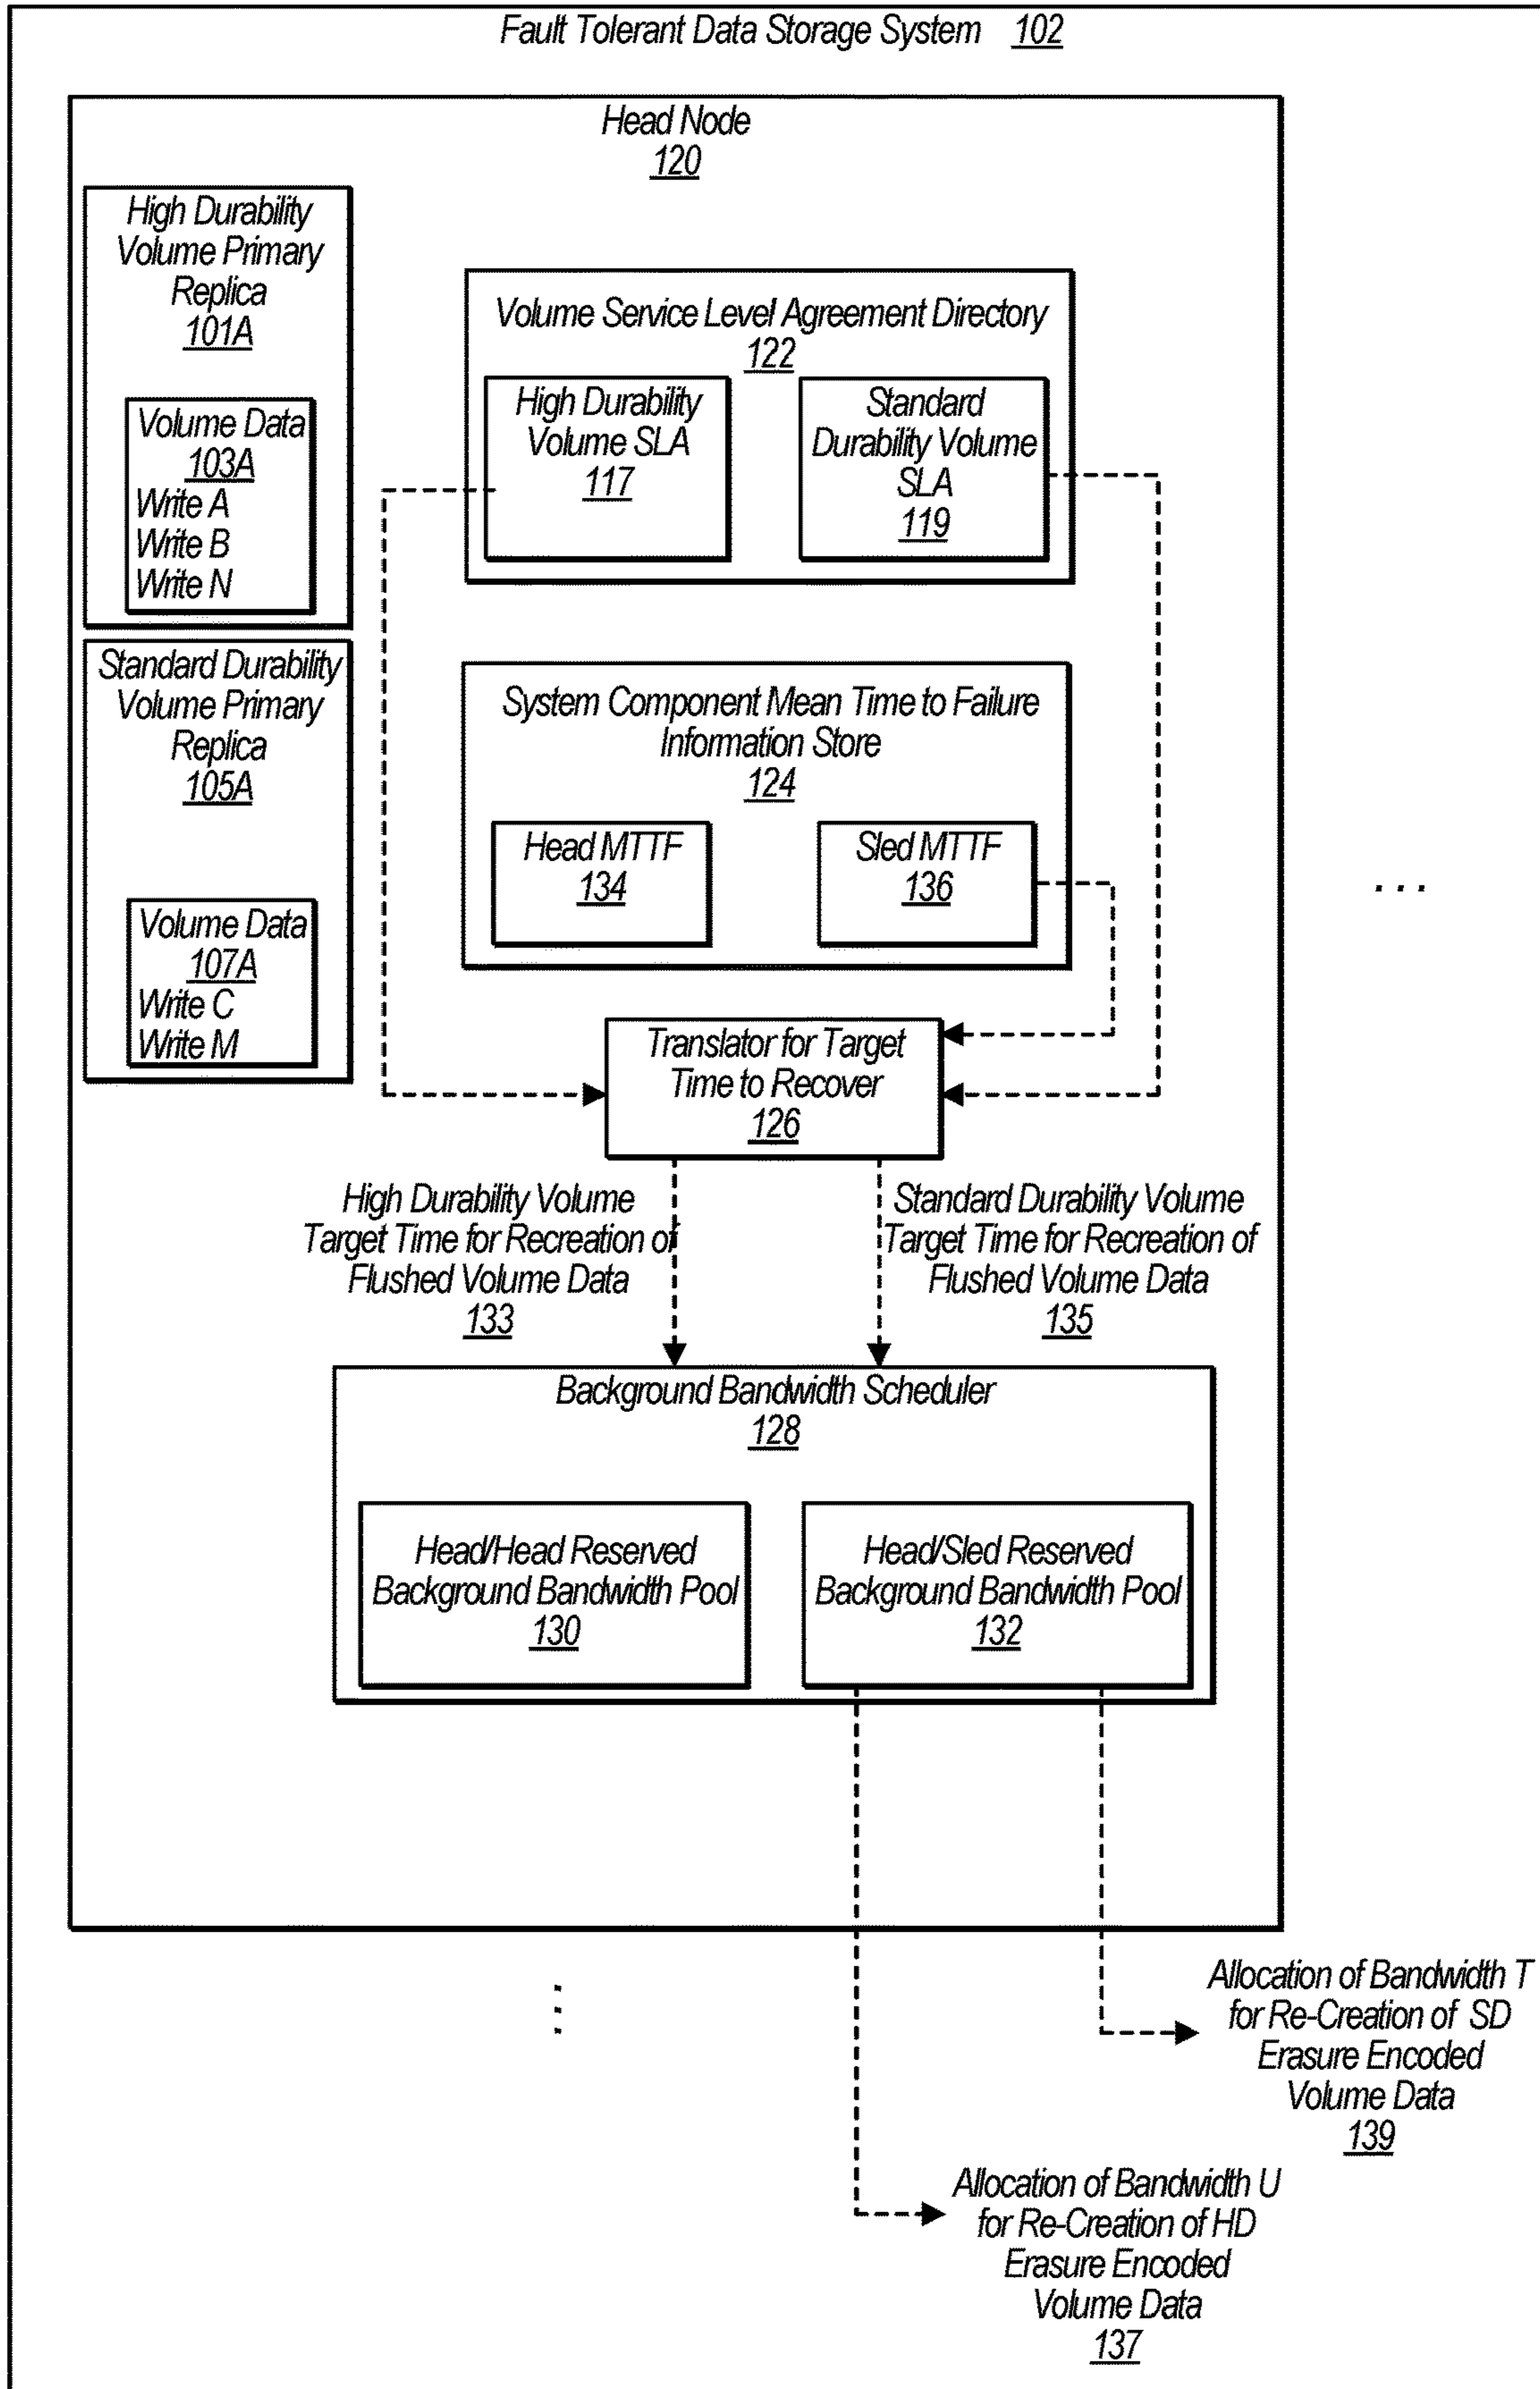 Fault Tolerant Data Storage System 102
Head Node
120
High Durability
Volume Primary
Replica
101A
Volume Data
103A
Write A
Write B
Write N
Standard Durability
Volume Primary
Replica
105A
Volume Data
107A
Write C
Write M
Volume Service Level Agreement Directory
122
High Durability
Volume SLA
117
Standard
Durability Volume
SLA
119
System Component Mean Time to Failure
Information Store
124
Head MTTF
134
Sled MTTF
136
. . .
Translator for Target
Time to Recover
126
High Durability Volume
Target Time for Recreation of
Flushed Volume Data
133
Standard Durability Volume
Target Time for Recreation of
Flushed Volume Data
135
Background Bandwidth Scheduler
128
Head/Head Reserved
Background Bandwidth Pool
130
Head/Sled Reserved
Background Bandwidth Pool
132
Allocation of Bandwidth T
for Re-Creation of SD
Erasure Encoded
Volume Data
139
Allocation of Bandwidth U
for Re-Creation of HD
Erasure Encoded
Volume Data
137